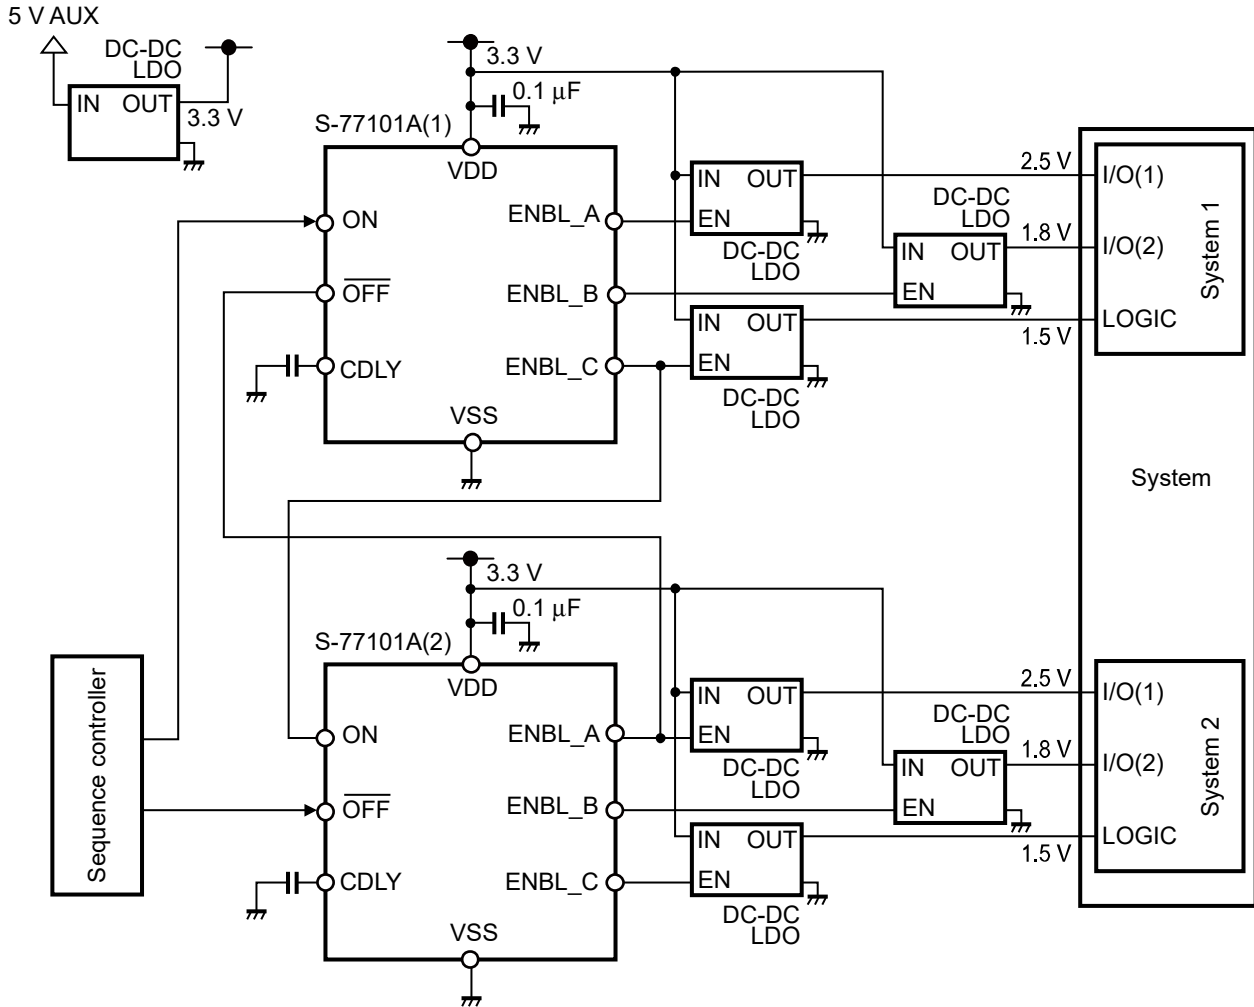 5 V AUX
DC-DC
LDO
IN OUT
3.3 V
3.3 V
0.1 μF
S-77101A(1)
VDD
ON
OFF
CDLY
VSS
ENBL_A
ENBL_B
ENBL_C
IN OUT
EN
DC-DC
LDO
DC-DC
LDO
IN OUT
EN
IN OUT
EN
DC-DC
LDO
2.5 V
1.8 V
1.5 V
I/O(1)
I/O(2)
LOGIC
System 1
System
3.3 V
0.1 μF
S-77101A(2)
VDD
Sequence controller
ON
OFF
CDLY
VSS
ENBL_A
ENBL_B
ENBL_C
IN OUT
EN
DC-DC
LDO
DC-DC
LDO
IN OUT
EN
IN OUT
EN
DC-DC
LDO
2.5 V
1.8 V
1.5 V
I/O(1)
I/O(2)
LOGIC
System 2